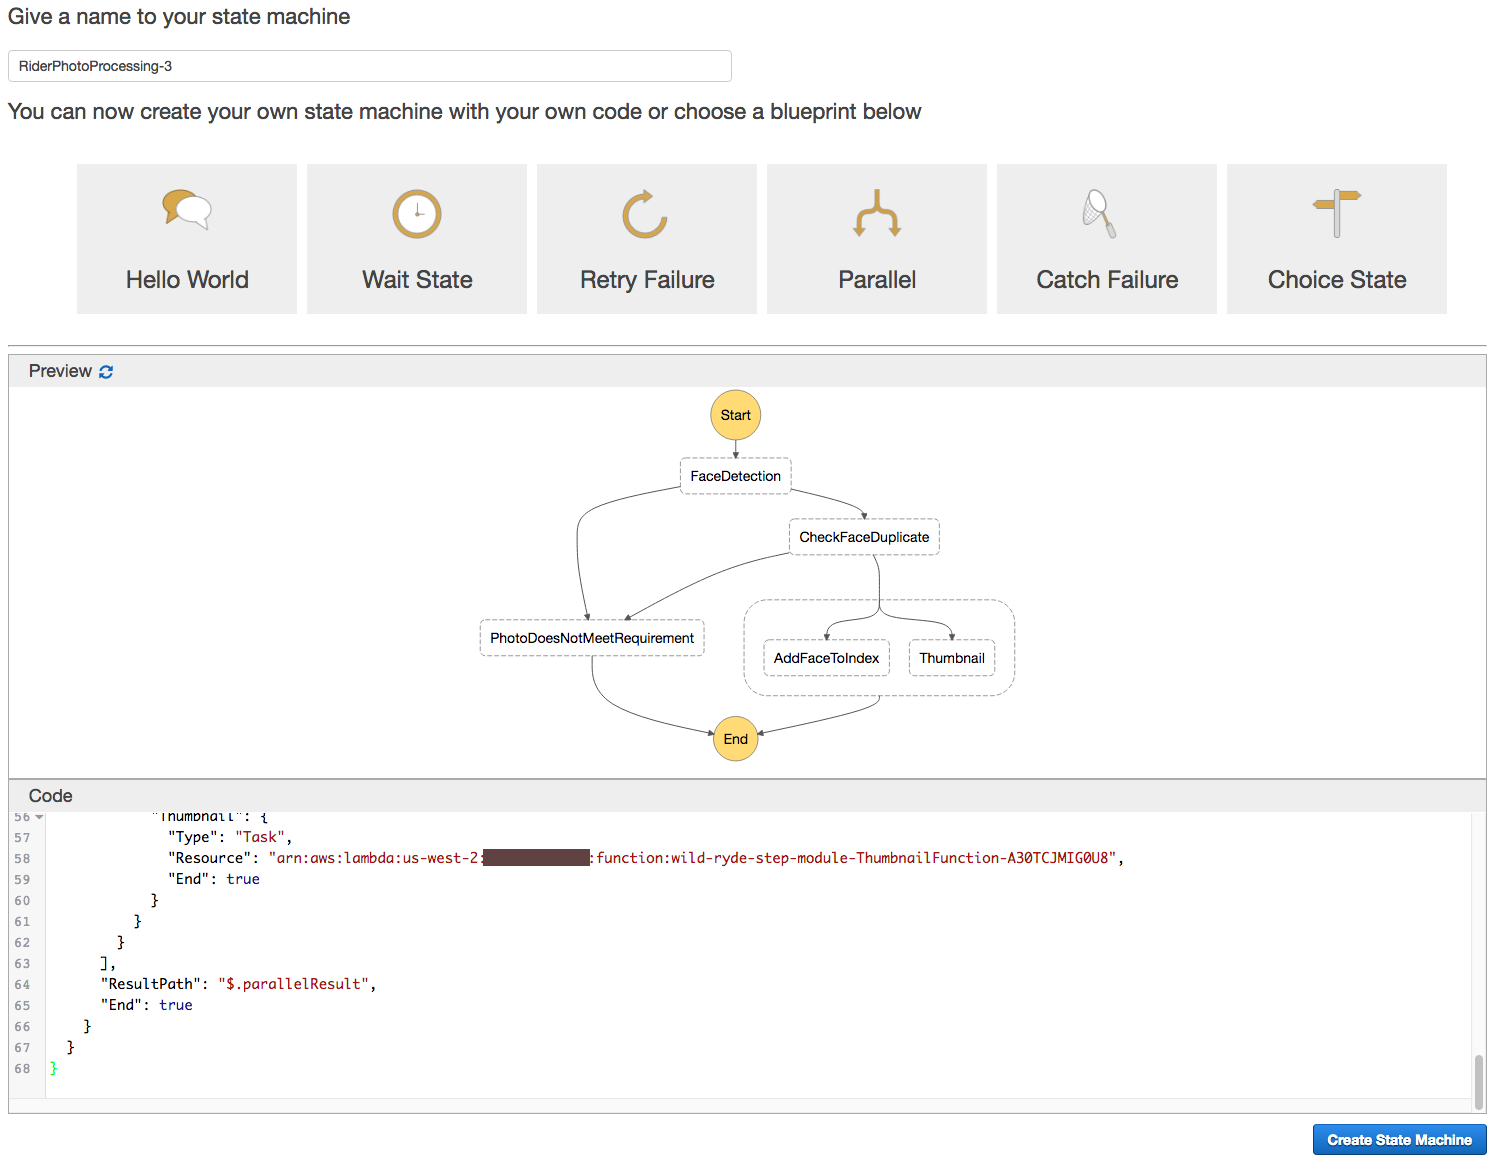 Give a name to your state machine
RiderPhotoProcessing-3
You can now create your own state machine with your own code or choose a blueprint below
Hello World
Wait State
Retry Failure
Parallel
Catch Failure
Choice State
Preview
Start
FaceDetection
CheckFaceDuplicate
PhotoDoesNotMeetRequirement
AddFaceToIndex
Thumbnail
End
Code
56 "Thumbnail": {
57 "Type": "Task",
58 "Resource": "arn:aws:lambda:us-west-2: :function:wild-ryde-step-module-ThumbnailFunction-A30TCJMIG0U8",
59 "End": true
60 }
61 }
62 }
63 ],
64 "ResultPath": "$.parallelResult",
65 "End": true
66 }
67 }
68 }
Create State Machine